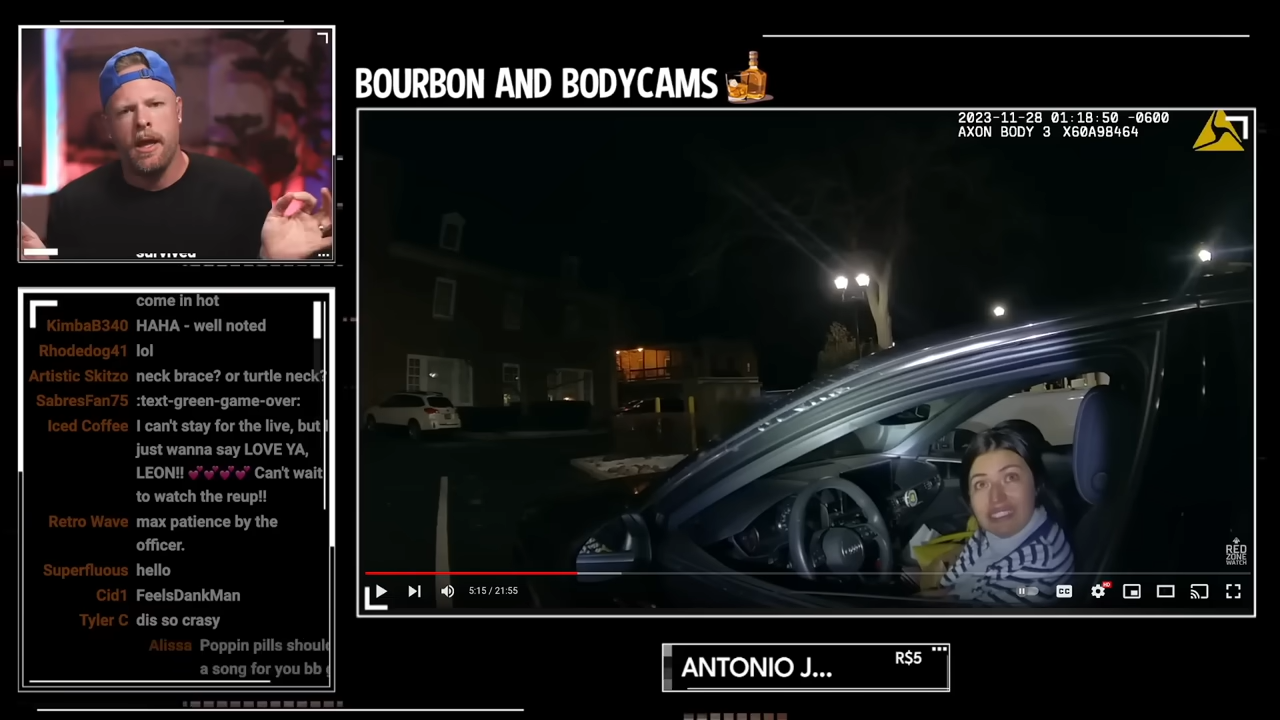 BOURBON AND BODYCAMS
2023-11-28 01:18:50 -0600
AXON BODY 3 X60A98464
survived
come in hot
KimbaB340 HAHA - well noted
Rhodedog41 lol
Artistic Skitzo neck brace? or turtle neck?
SabresFan75 :text-green-game-over:
Iced Coffee I can't stay for the live, but I
just wanna say LOVE YA,
LEON!! 💕💕💕💕 Can't wait
to watch the reup!!
Retro Wave max patience by the
officer.
Superfluous hello
Cid1 FeelsDankMan
Tyler C dis so crasy
Alissa Poppin pills should
a song for you bb
RED
ZONE
WATCH
5:15 / 21:55
CC
HD
ANTONIO J...
R$5